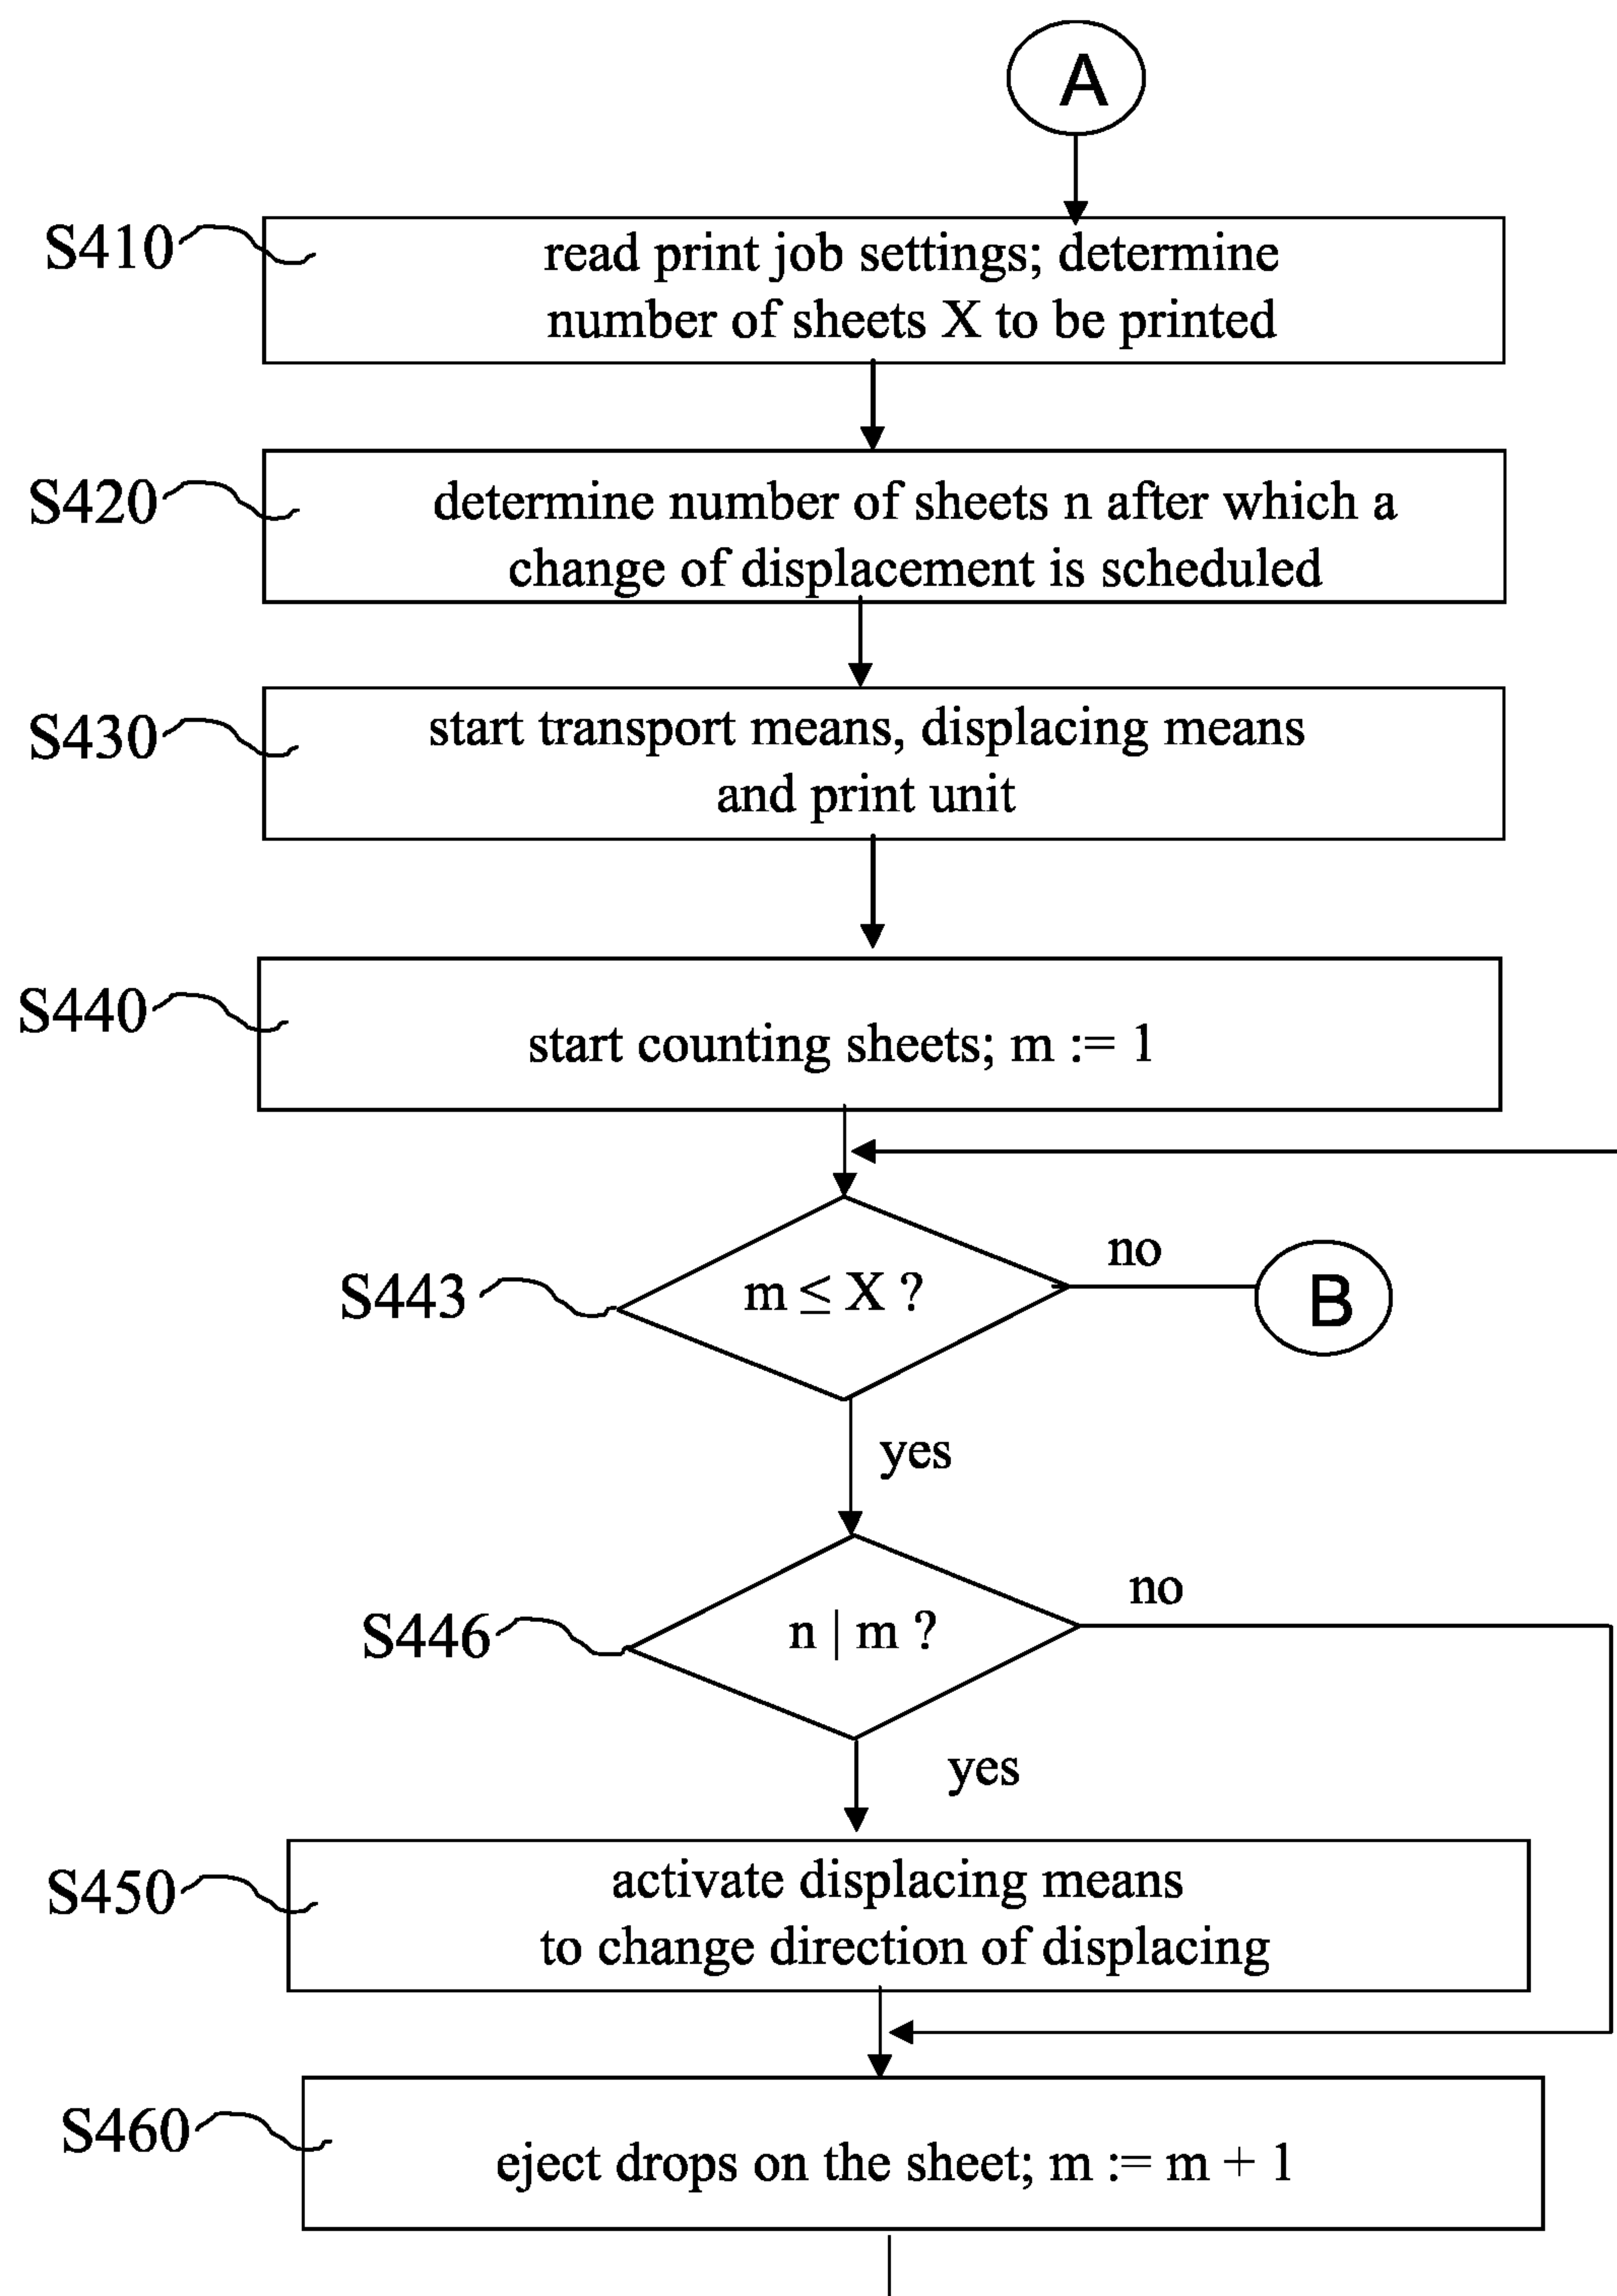 A
S410
read print job settings; determine
number of sheets X to be printed
S420
determine number of sheets n after which a
change of displacement is scheduled
S430
start transport means, displacing means
and print unit
S440
start counting sheets; m := 1
S443
m ≤ X ?
no
B
yes
S446
n | m ?
no
yes
S450
activate displacing means
to change direction of displacing
S460
eject drops on the sheet; m := m + 1